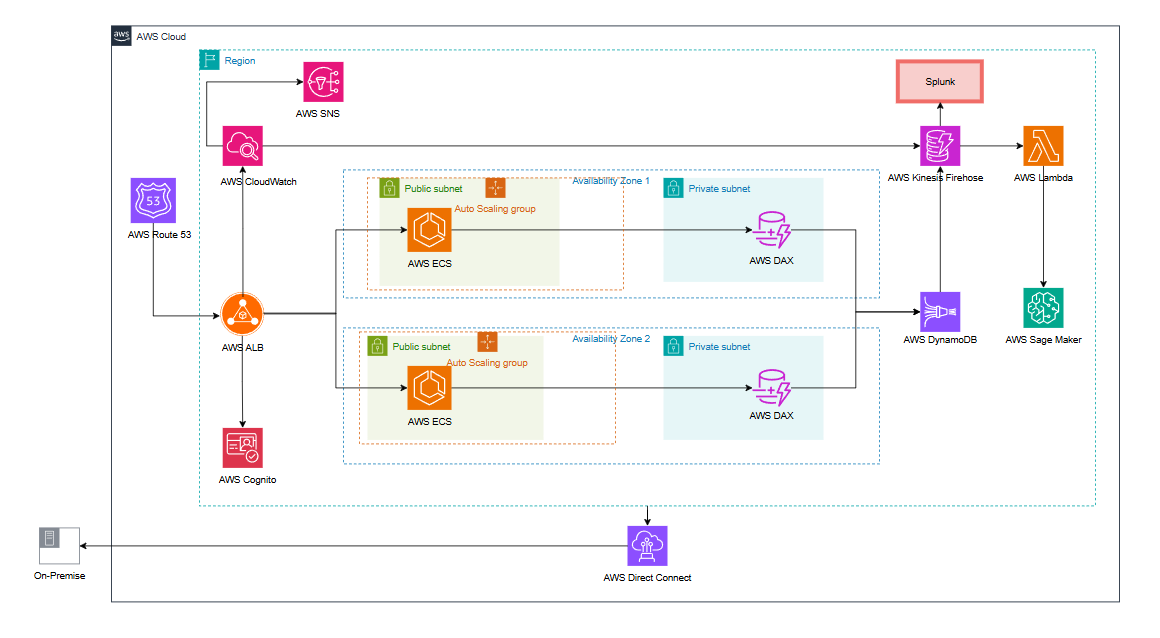 aws
AWS Cloud
Region
Splunk
AWS SNS
AWS CloudWatch
AWS Kinesis Firehose
AWS Lambda
Availability Zone 1
Public subnet
Private subnet
53
Auto Scaling group
AWS Route 53
AWS ECS
AWS DAX
AWS ALB
Availability Zone 2
Public subnet
Private subnet
AWS DynamoDB
AWS Sage Maker
Auto Scaling group
AWS ECS
AWS DAX
AWS Cognito
On-Premise
AWS Direct Connect